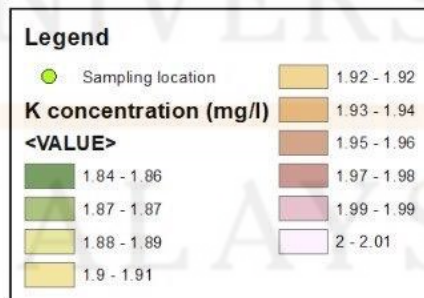 UNIVERS
Legend
Sampling location
K concentration (mg/l)
<VALUE>
1.84 - 1.86
1.87 - 1.87
1.88 - 1.89
1.9 - 1.91
1.92 - 1.92
1.93 - 1.94
1.95 - 1.96
1.97 - 1.98
1.99 - 1.99
2 - 2.01
ALAYS